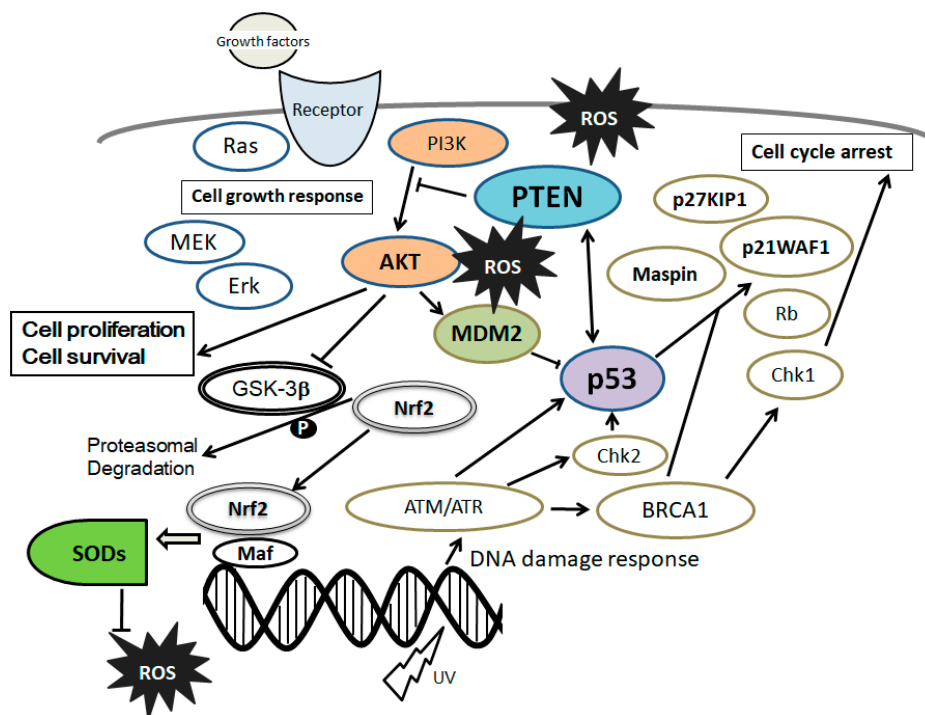 Growth factors
Receptor
ROS
Ras
PI3K
Cell cycle arrest
Cell growth response
PTEN
p27KIP1
MEK
AKT
ROS
Maspin
p21WAF1
Erk
Rb
Cell proliferation
Cell survival
MDM2
p53
Chk1
GSK-3β
Nrf2
P
Proteasomal
Degradation
Chk2
Nrf2
ATM/ATR
BRCA1
SODs
Maf
DNA damage response
ROS
UV